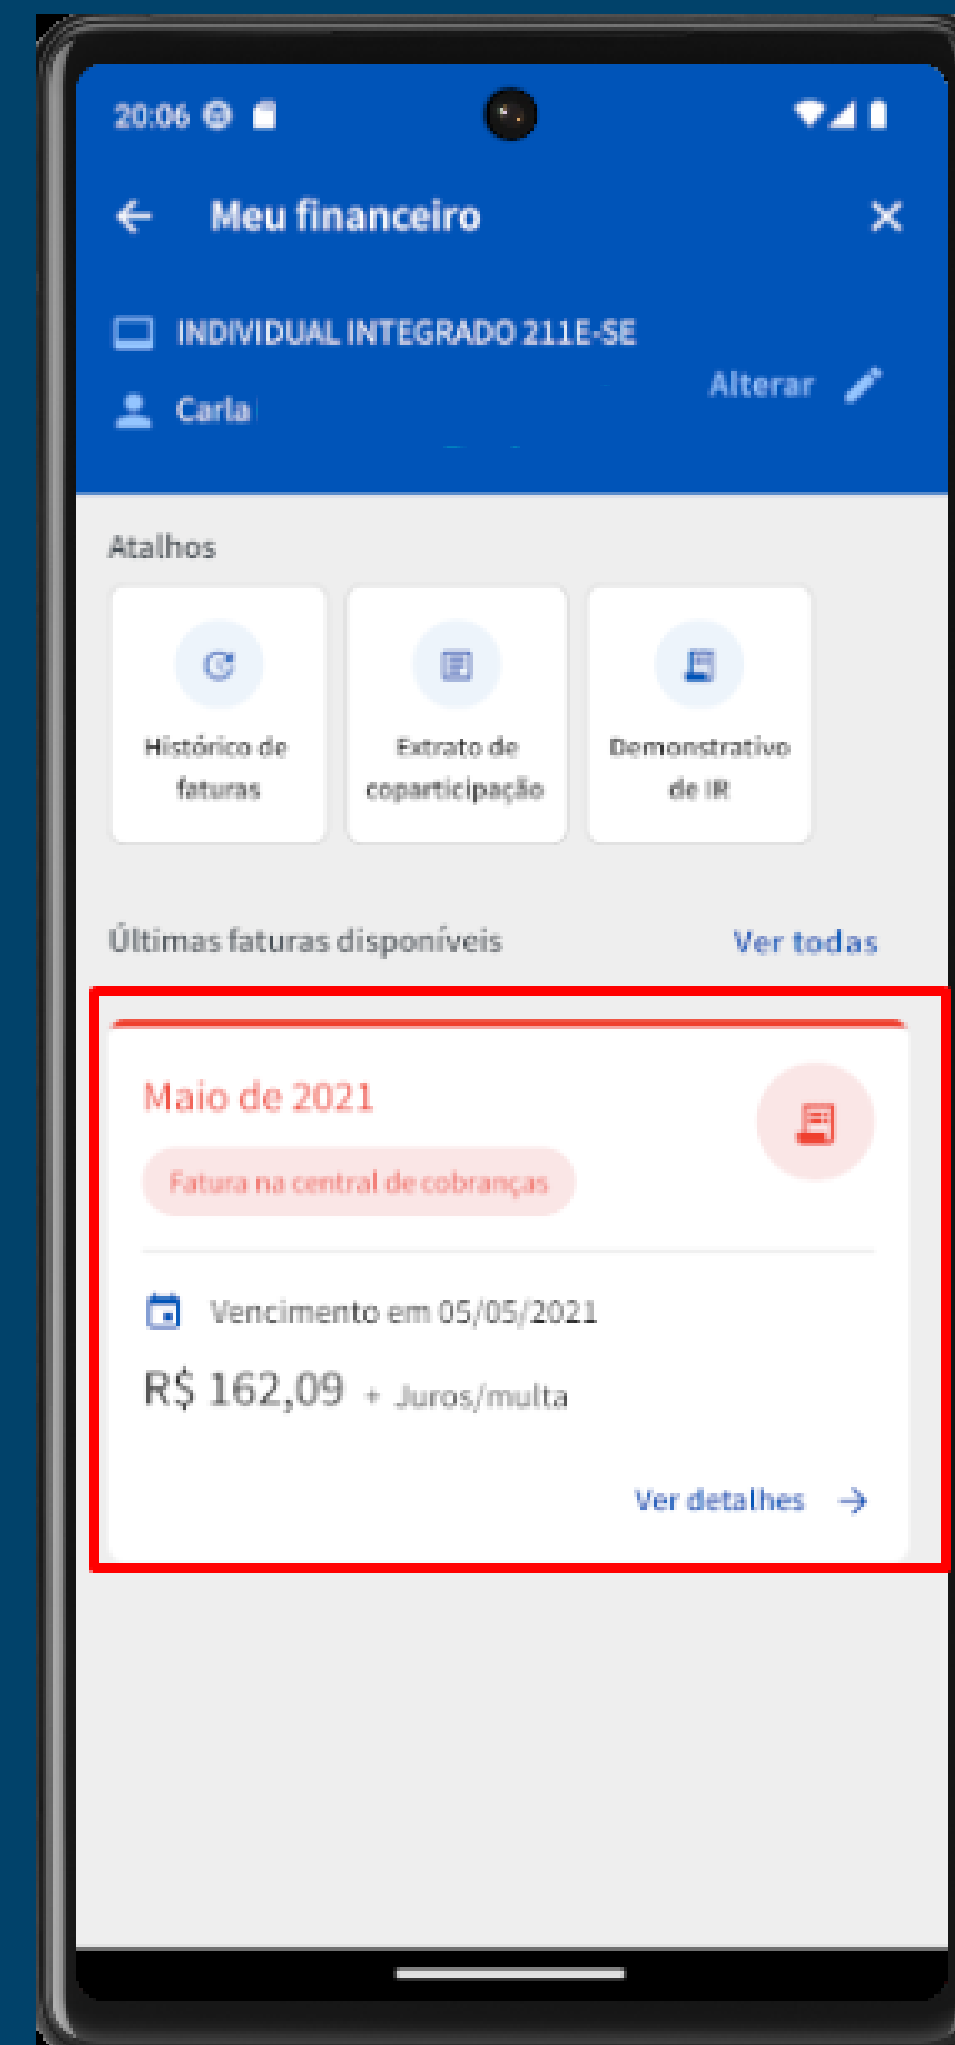 20:06
Meu financeiro
INDIVIDUAL INTEGRADO 211E-SE
Alterar
Carla
Atalhos
Histórico de
faturas
Extrato de
coparticipação
Demonstrativo
de IR
Últimas faturas disponíveis
Ver todas
Maio de 2021
Fatura na central de cobranças
Vencimento em 05/05/2021
R$ 162,09 + Juros/multa
Ver detalhes